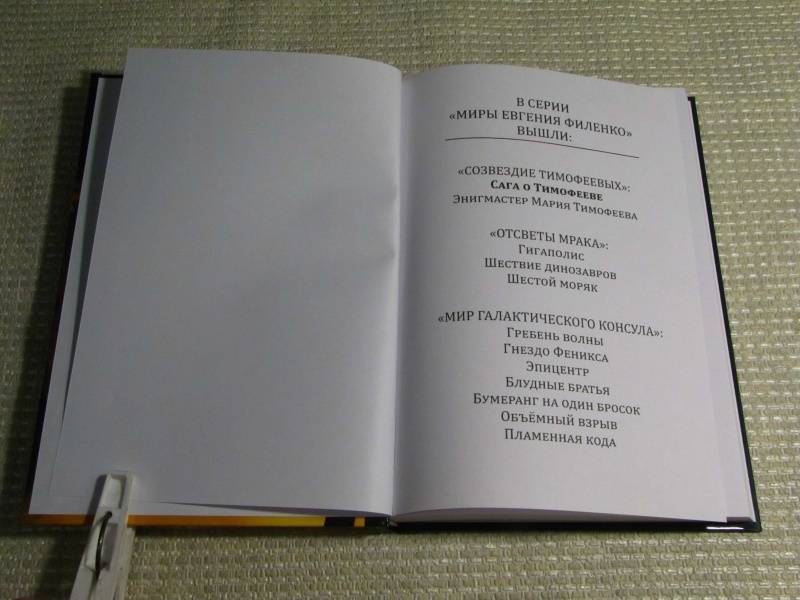 В СЕРИИ
«МИРЫ ЕВГЕНИЯ ФИЛЕНКО»
ВЫШЛИ:
«СОЗВЕЗДИЕ ТИМОФЕЕВЫХ»:
САГА О ТИМОФЕЕВЕ
ЭНИГМАСТЕР МАРИЯ ТИМОФЕЕВА
«ОТСВЕТЫ МРАКА»:
ГИГАПОЛИС
ШЕСТВИЕ ДИНОЗАВРОВ
ШЕСТОЙ МОРЯК
«МИР ГАЛАКТИЧЕСКОГО КОНСУЛА»:
ГРЕБЕНЬ ВОЛНЫ
ГНЕЗДО ФЕНИКСА
ЭПИЦЕНТР
БЛУДНЫЕ БРАТЬЯ
БУМЕРАНГ НА ОДИН БРОСОК
ОБЪЁМНЫЙ ВЗРЫВ
ПЛАМЕННАЯ КОДА